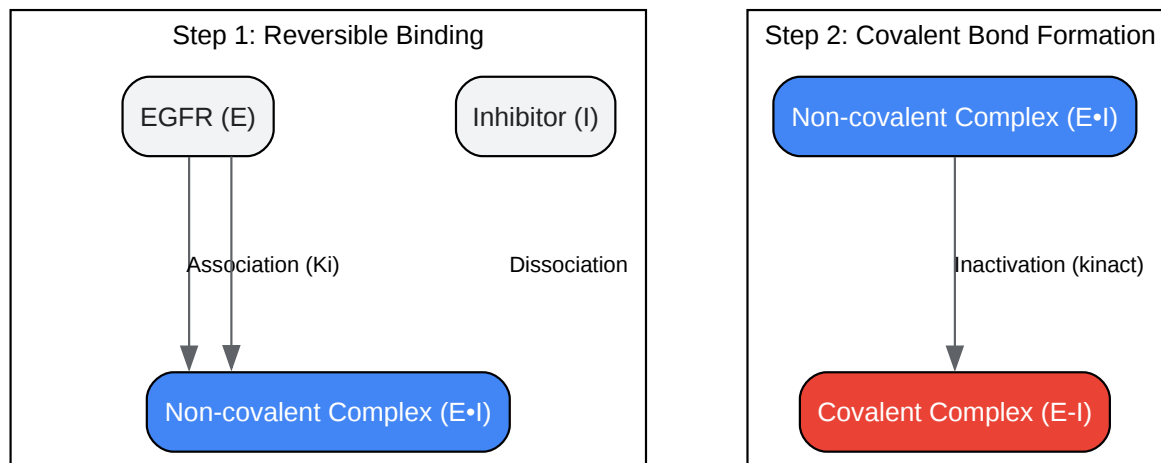 Step 1: Reversible Binding
EGFR (E)
Inhibitor (I)
Association (Ki)
Dissociation
Non-covalent Complex (E•I)
Step 2: Covalent Bond Formation
Non-covalent Complex (E•I)
Inactivation (kinact)
Covalent Complex (E-I)